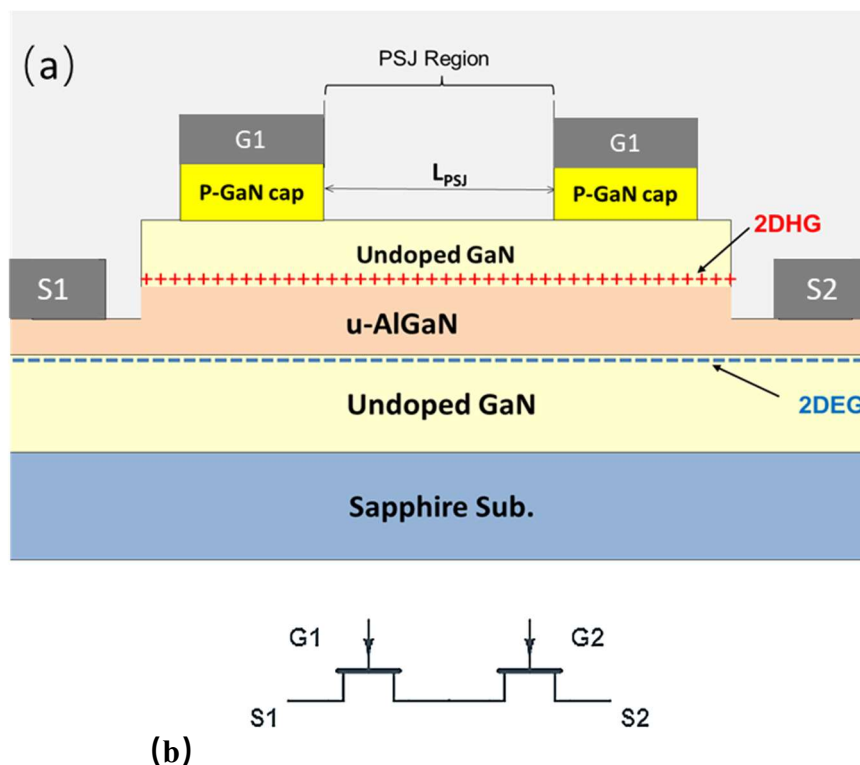 (a)
PSJ Region
G1
G1
L_PSJ
P-GaN cap
P-GaN cap
2DHG
Undoped GaN
S1
S2
u-AlGaN
Undoped GaN
2DEG
Sapphire Sub.
G1
G2
S1
S2
(b)